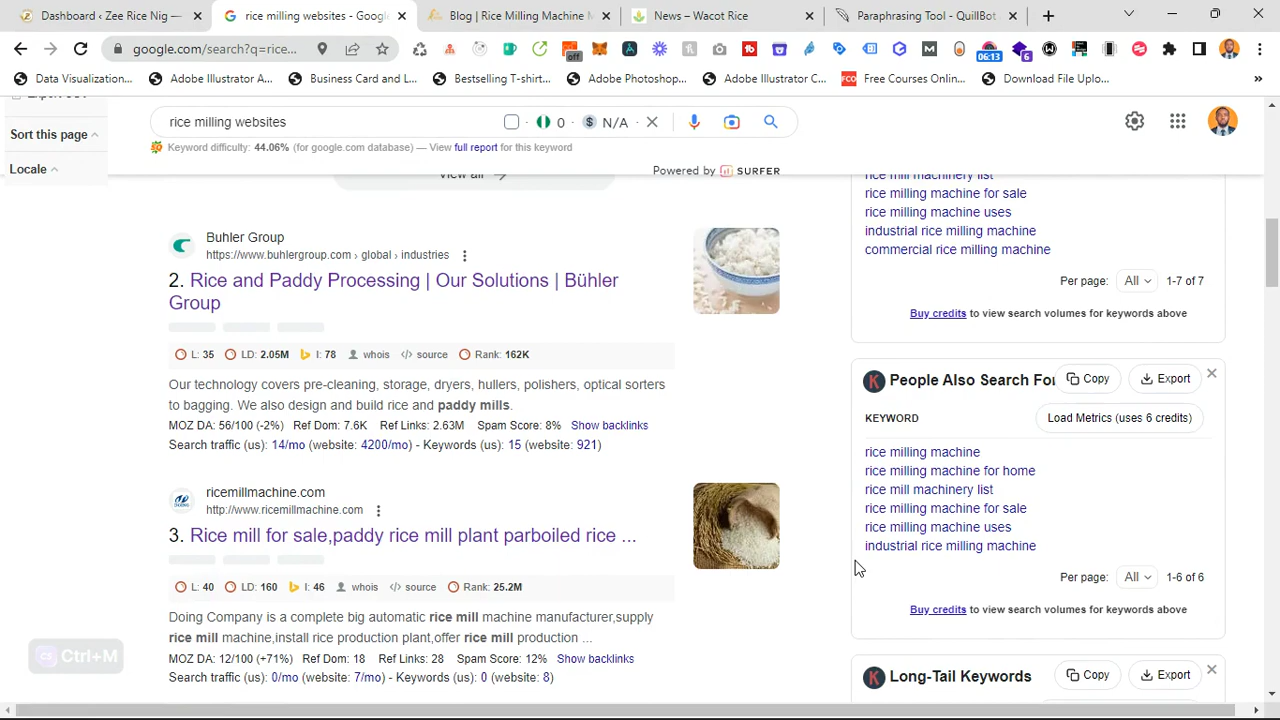 Dashboard ‹ Zee Rice Nig —
rice milling websites - Google
Blog | Rice Milling Machine M
News – Wacot Rice
Paraphrasing Tool - QuillBot
google.com/search?q=rice...
off
06:13
6
Data Visualization...
Adobe Illustrator A...
Business Card and L...
Bestselling T-shirt...
Adobe Photoshop...
Adobe Illustrator C...
FCO
Free Courses Onlin...
Download File Uplo...
»
Export CSV
Sort this page
Locale
rice milling websites
0 · $ N/A ·
Keyword difficulty: 44.06% (for google.com database) — View full report for this keyword
Powered by SURFER
View all
Buhler Group
https://www.buhlergroup.com › global › industries
2. Rice and Paddy Processing | Our Solutions | Bühler
Group
L: 35 LD: 2.05M I: 78 whois </> source Rank: 162K
Our technology covers pre-cleaning, storage, dryers, hullers, polishers, optical sorters
to bagging. We also design and build rice and paddy mills.
MOZ DA: 56/100 (-2%) Ref Dom: 7.6K Ref Links: 2.63M Spam Score: 8% Show backlinks
Search traffic (us): 14/mo (website: 4200/mo) - Keywords (us): 15 (website: 921)
ricemillmachine.com
http://www.ricemillmachine.com
3. Rice mill for sale,paddy rice mill plant parboiled rice ...
L: 40 LD: 160 I: 46 whois </> source Rank: 25.2M
Doing Company is a complete big automatic rice mill machine manufacturer,supply
rice mill machine,install rice production plant,offer rice mill production ...
MOZ DA: 12/100 (+71%) Ref Dom: 18 Ref Links: 28 Spam Score: 12% Show backlinks
Search traffic (us): 0/mo (website: 7/mo) - Keywords (us): 0 (website: 8)
Ctrl+M
rice mill machinery list
rice milling machine for sale
rice milling machine uses
industrial rice milling machine
commercial rice milling machine
Per page: All 1-7 of 7
Buy credits to view search volumes for keywords above
People Also Search For
Copy
Export
KEYWORD
Load Metrics (uses 6 credits)
rice milling machine
rice milling machine for home
rice mill machinery list
rice milling machine for sale
rice milling machine uses
industrial rice milling machine
Per page: All 1-6 of 6
Buy credits to view search volumes for keywords above
Long-Tail Keywords
Copy
Export